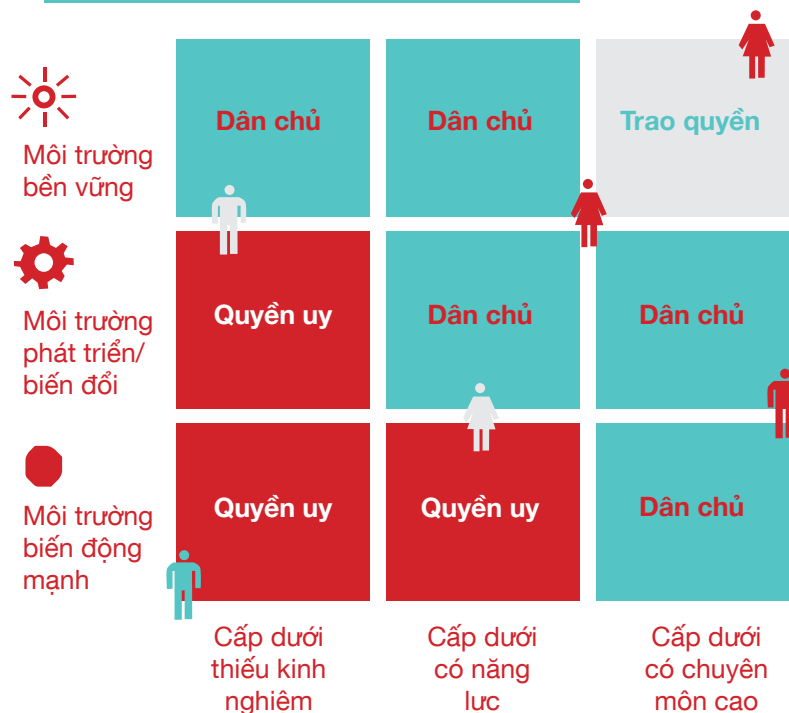 Dân chủ
Dân chủ
Trao quyền
Môi trường
bền vững
Quyền uy
Dân chủ
Dân chủ
Môi trường
phát triển/
biến đổi
Quyền uy
Quyền uy
Dân chủ
Môi trường
biến động
mạnh
Cấp dưới
thiếu kinh
nghiêm
Cấp dưới
có năng
lực
Cấp dưới
có chuyên
môn cao